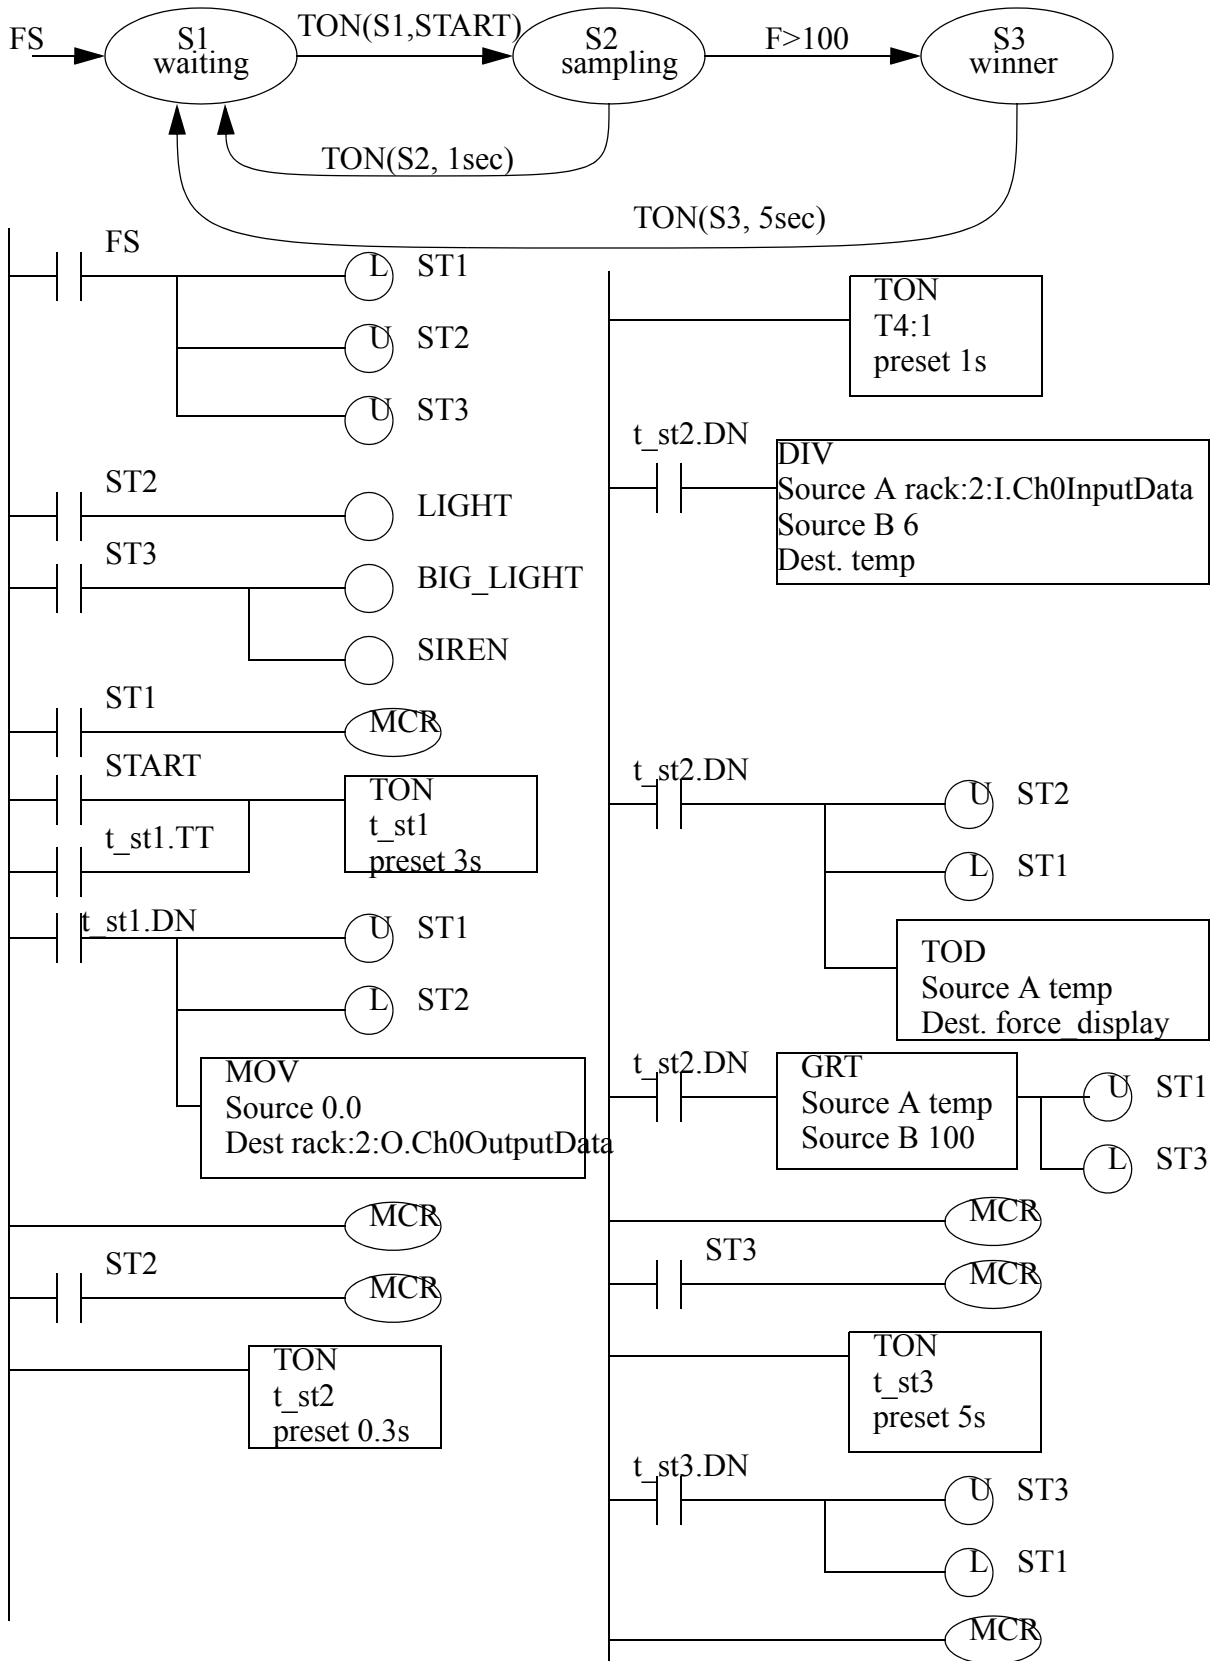 FS
S1
waiting
TON(S1,START)
S2
sampling
F>100
S3
winner
TON(S2, 1sec)
TON(S3, 5sec)
FS
L ST1
U ST2
U ST3
ST2
LIGHT
ST3
BIG_LIGHT
SIREN
ST1
MCR
START
t_st1.TT
TON
t_st1
preset 3s
t_st1.DN
U ST1
L ST2
MOV
Source 0.0
Dest rack:2:O.Ch0OutputData
MCR
ST2
MCR
TON
t_st2
preset 0.3s
TON
T4:1
preset 1s
t_st2.DN
DIV
Source A rack:2:I.Ch0InputData
Source B 6
Dest. temp
t_st2.DN
U ST2
L ST1
TOD
Source A temp
Dest. force_display
t_st2.DN
GRT
Source A temp
Source B 100
U ST1
L ST3
MCR
ST3
MCR
TON
t_st3
preset 5s
t_st3.DN
U ST3
L ST1
MCR